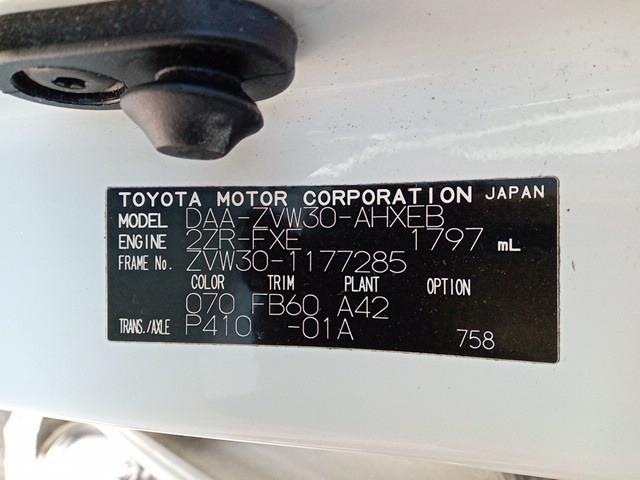 TOYOTA MOTOR CORPORATION JAPAN
MODEL DAA-ZVW30-AHXEB
ENGINE 2ZR-FXE 1797 mL
FRAME No. ZVW30-1177285
COLOR TRIM PLANT OPTION
070 FB60 A42
TRANS./AXLE P410 -01A 758